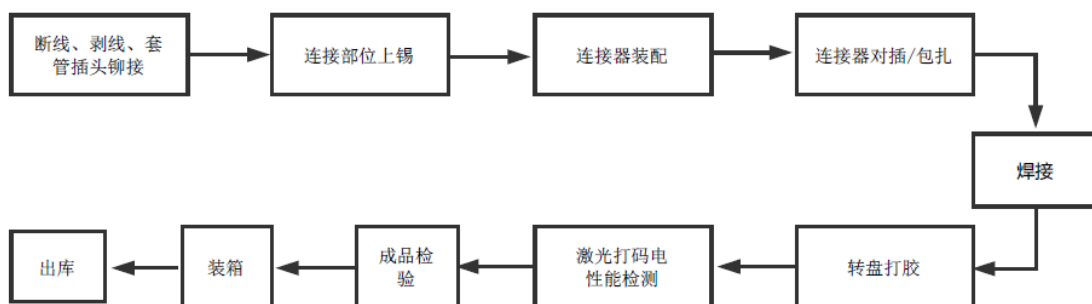 断线、剥线、套
管插头铆接
连接部位上锡
连接器装配
连接器对插/包扎
焊接
转盘打胶
激光打码电
性能检测
成品检
验
装箱
出库